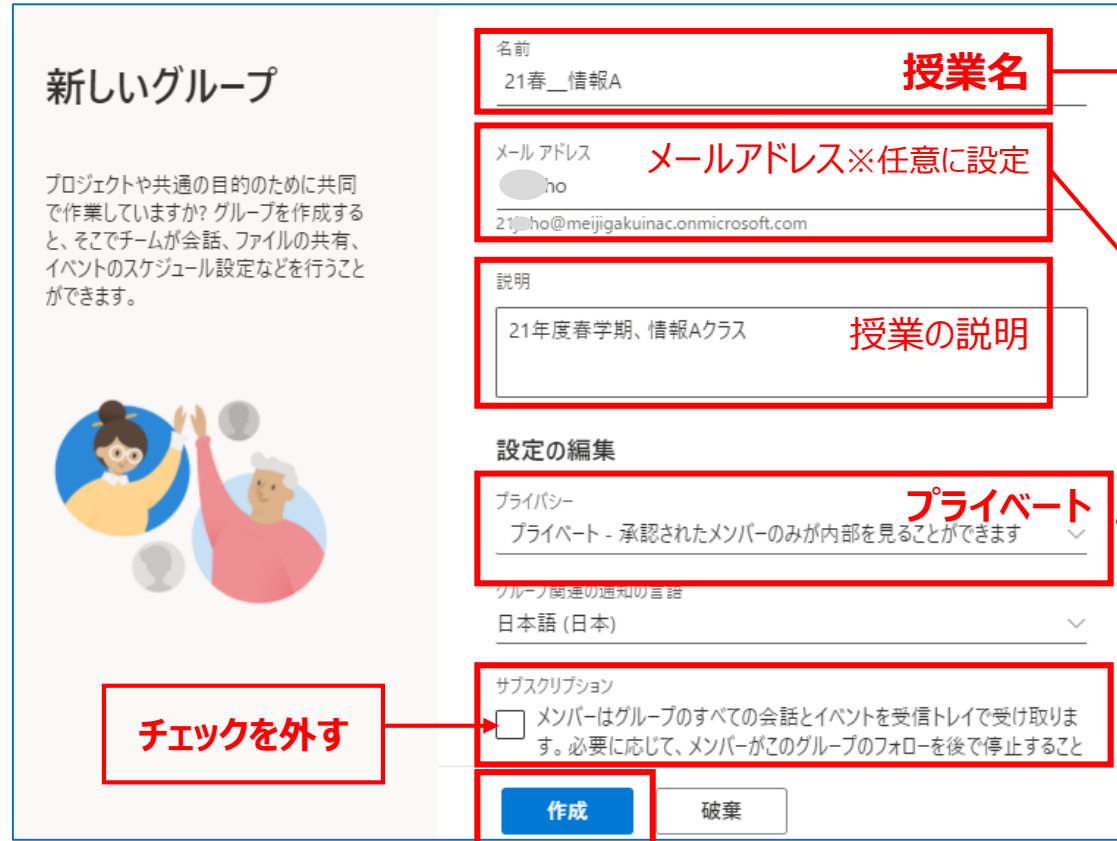 新しいグループ
プロジェクトや共通の目的のために共同
で作業していますか? グループを作成する
と、そこでチームが会話、ファイルの共有、
イベントのスケジュール設定などを行うこと
ができます。
名前
21春__情報A
授業名
メール アドレス
メールアドレス※任意に設定
ho
21 ho@meijigakuinac.onmicrosoft.com
説明
21年度春学期、情報Aクラス
授業の説明
設定の編集
プライバシー
プライベート
プライベート - 承認されたメンバーのみが内部を見ることができます
グループ関連の通知の言語
日本語 (日本)
サブスクリプション
チェックを外す
メンバーはグループのすべての会話とイベントを受信トレイで受け取りま
す。必要に応じて、メンバーがこのグループのフォローを後で停止すること
作成
破棄